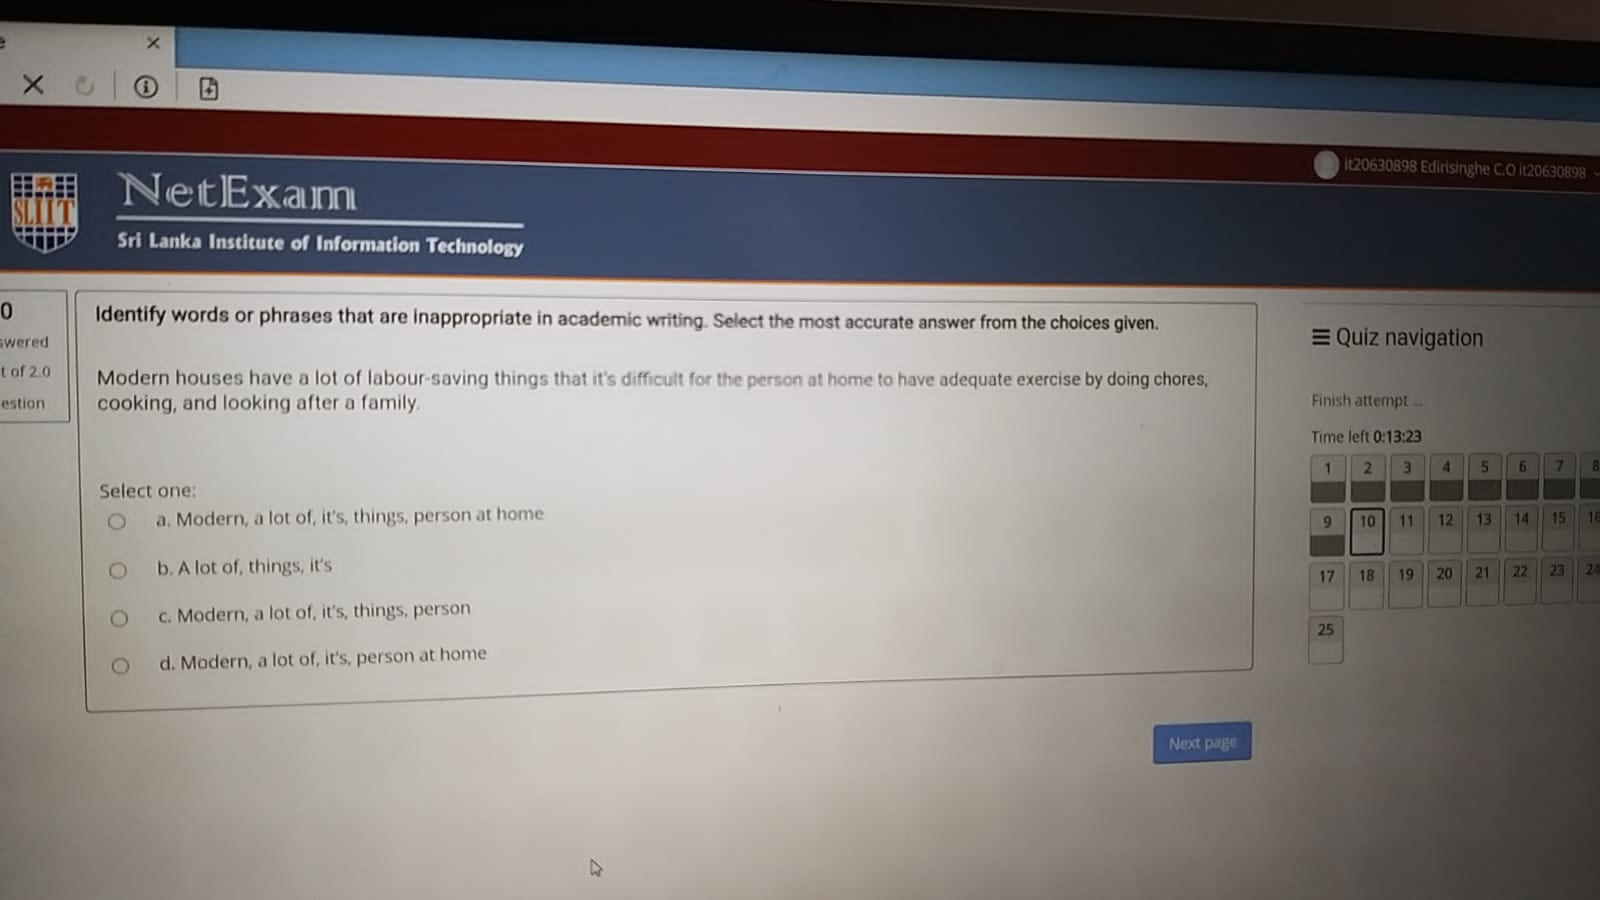 it20630898 Edirisinghe C.O it20630898
SLIIT
NetExam
Sri Lanka Institute of Information Technology
0
swered
t of 2.0
estion
Identify words or phrases that are inappropriate in academic writing. Select the most accurate answer from the choices given.
Modern houses have a lot of labour-saving things that it's difficult for the person at home to have adequate exercise by doing chores,
cooking, and looking after a family.
Select one:
a. Modern, a lot of, it's, things, person at home
b. A lot of, things, it's
c. Modern, a lot of, it's, things, person
d. Modern, a lot of, it's, person at home
Next page
Quiz navigation
Finish attempt ...
Time left 0:13:23
1 2 3 4 5 6 7 8
9 10 11 12 13 14 15 16
17 18 19 20 21 22 23 24
25